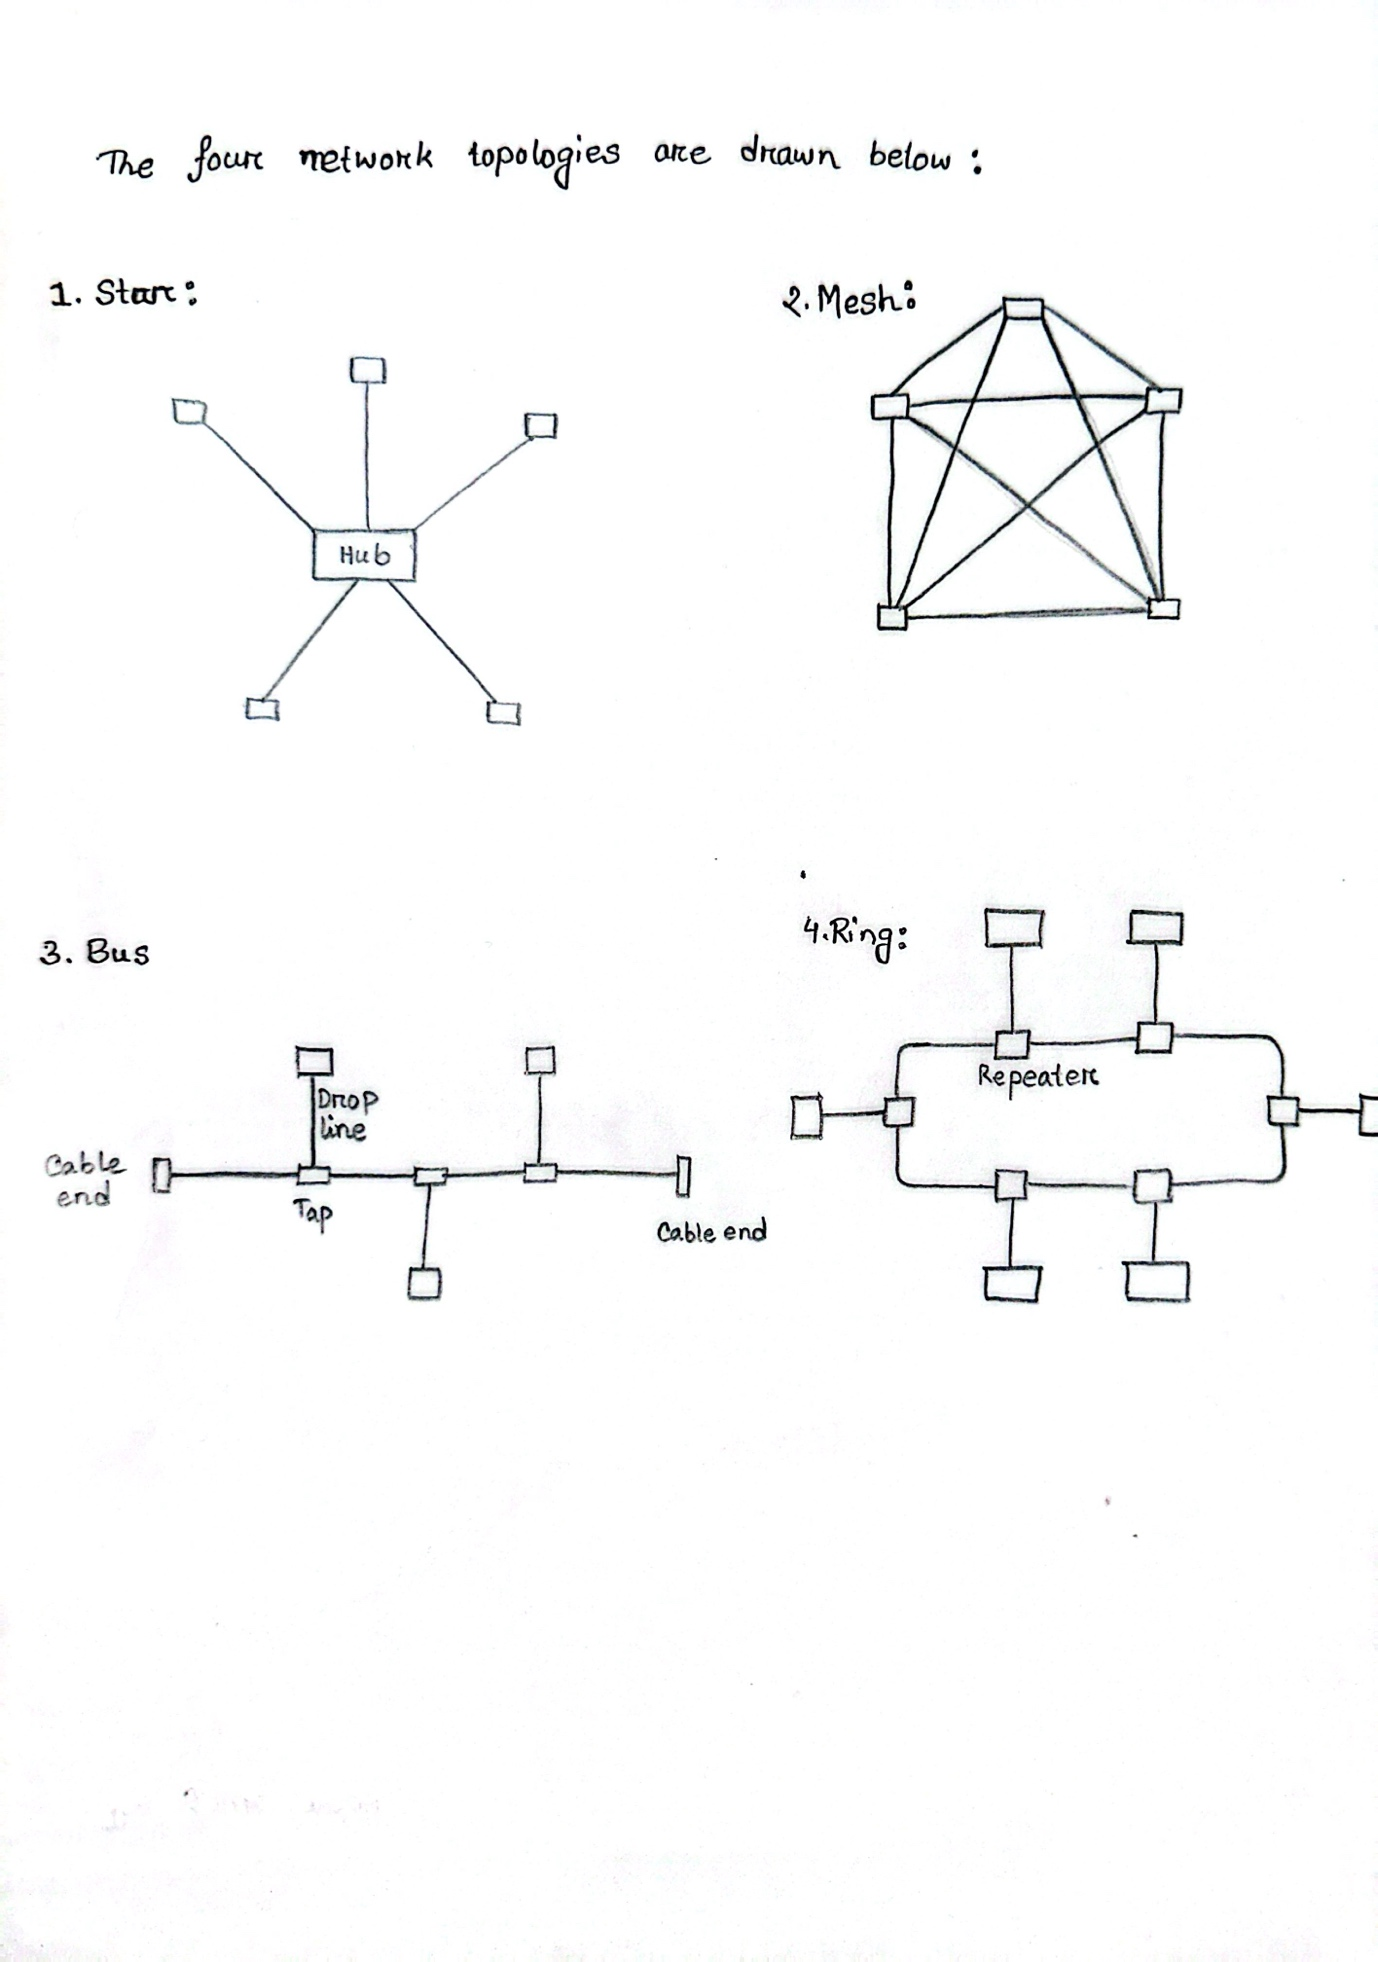 The four network topologies are drawn below :
1. Star :
2. Mesh :
Hub
3. Bus
4. Ring :
Repeater
Drop
line
Cable
end
Tap
Cable end